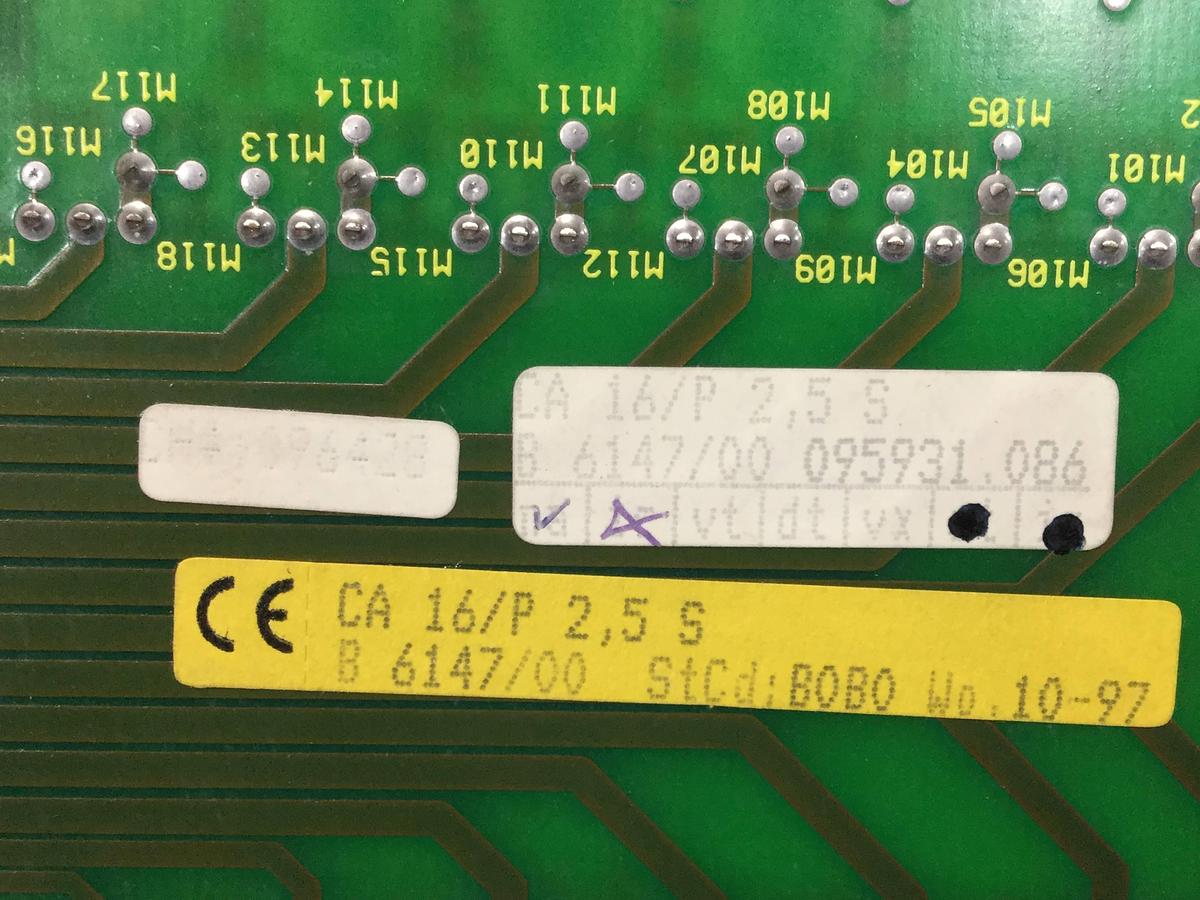 M117 M114 M111 M108 M105
M116 M113 M110 M107 M104 M101
M118 M115 M112 M109 M106
CA 16/P 2,5 S
B 6147/00 095931.086
vt dt vx
CE CA 16/P 2,5 S
B 6147/00 StCd:B0B0 Wo.10-97